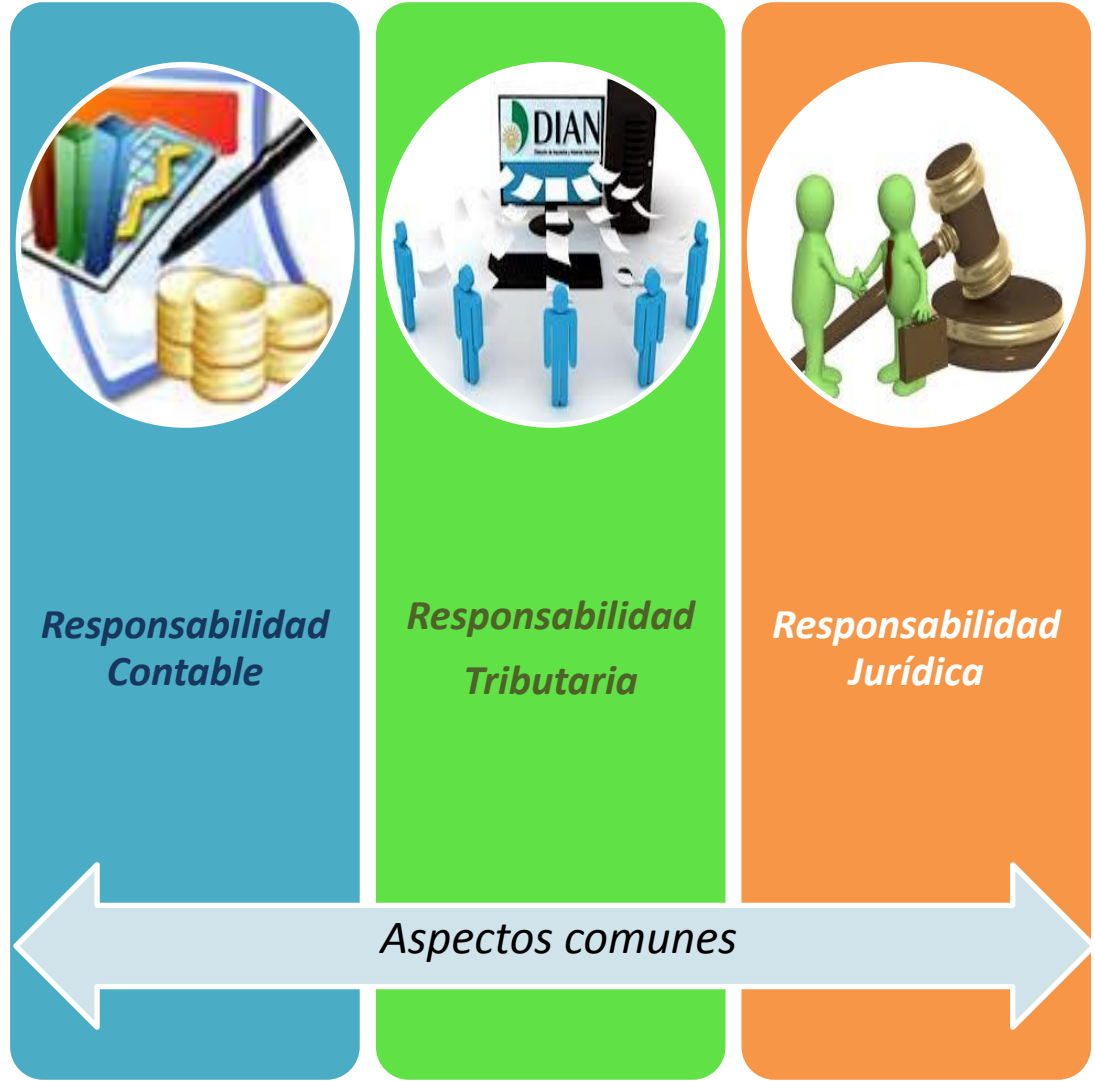 DIAN
Responsabilidad
Contable
Responsabilidad
Tributaria
Responsabilidad
Jurídica
Aspectos comunes